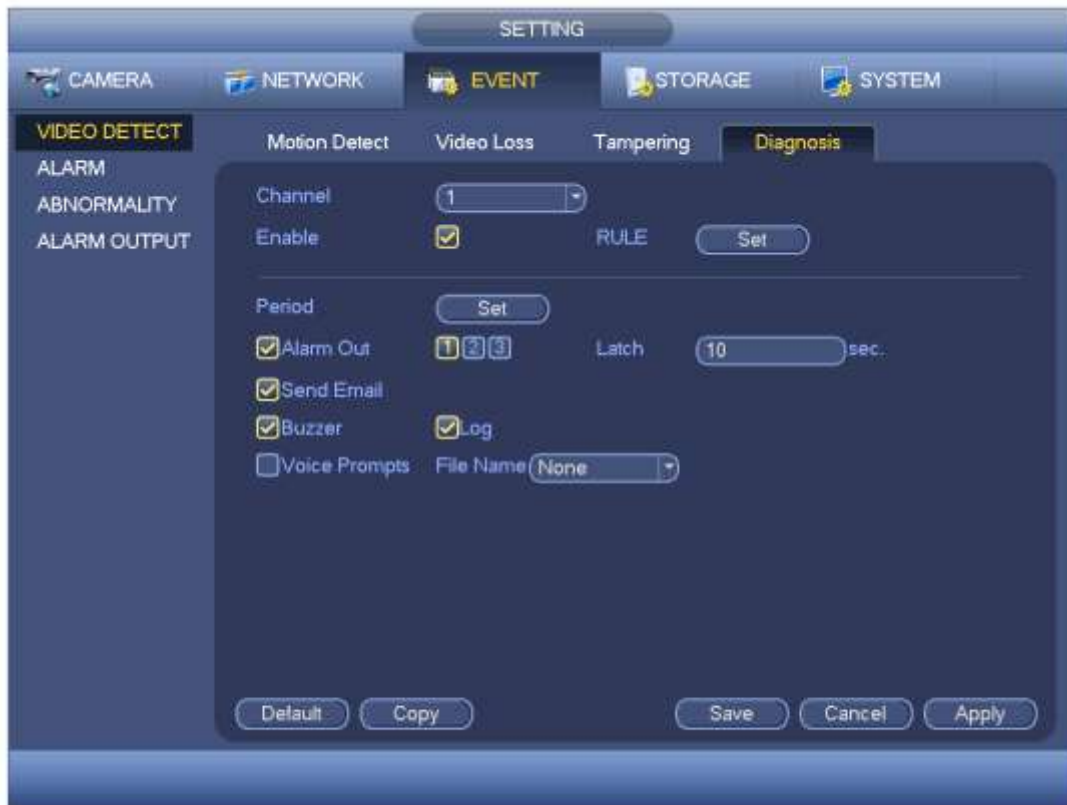 SETTING
CAMERA NETWORK EVENT STORAGE SYSTEM
VIDEO DETECT
ALARM
ABNORMALITY
ALARM OUTPUT
Motion Detect Video Loss Tampering Diagnosis
Channel 1
Enable RULE Set
Period Set
Alarm Out 1 2 3 Latch 10 sec.
Send Email
Buzzer Log
Voice Prompts File Name None
Default Copy Save Cancel Apply